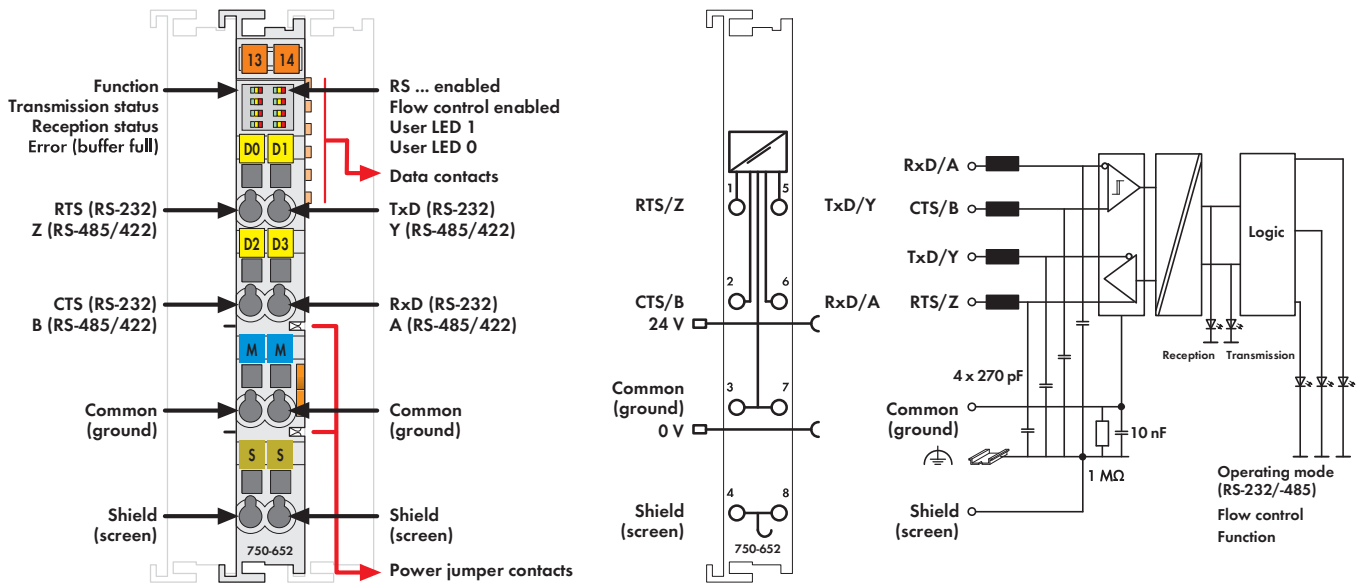 13 14
Function
Transmission status
Reception status
Error (buffer full)
RS ... enabled
Flow control enabled
User LED 1
User LED 0
D0 D1
Data contacts
RTS (RS-232)
Z (RS-485/422)
TxD (RS-232)
Y (RS-485/422)
D2 D3
CTS (RS-232)
B (RS-485/422)
RxD (RS-232)
A (RS-485/422)
M M
Common
(ground)
Common
(ground)
S S
Shield
(screen)
Shield
(screen)
750-652
Power jumper contacts
1 5
RTS/Z
TxD/Y
2 6
CTS/B
RxD/A
24 V
3 7
Common
(ground)
0 V
4 8
Shield
(screen)
750-652
RxD/A
CTS/B
TxD/Y
RTS/Z
Logic
Reception Transmission
4 x 270 pF
Common
(ground)
10 nF
1 MΩ
Shield
(screen)
Operating mode
(RS-232/-485)
Flow control
Function